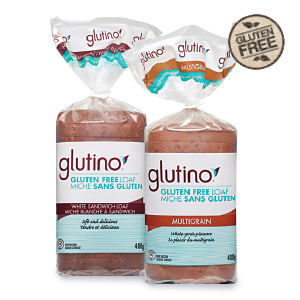 GLUTEN
FREE
glutino
glutino
MULTIGRAIN
glutino
GLUTEN FREE LOAF
MICHE SANS GLUTEN
WHITE SANDWICH LOAF
MICHE BLANCHE À SANDWICH
Soft and delicious
Tendre et délicieux
400g
glutino
GLUTEN FREE LOAF
MICHE SANS GLUTEN
MULTIGRAIN
Whole grain pleasure
Le plaisir du multigrain
400g